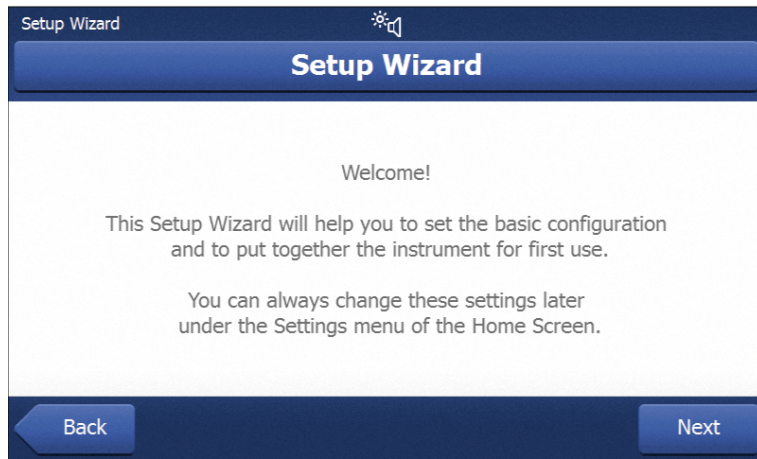 Setup Wizard
Setup Wizard
Welcome!
This Setup Wizard will help you to set the basic configuration
and to put together the instrument for first use.
You can always change these settings later
under the Settings menu of the Home Screen.
Back
Next